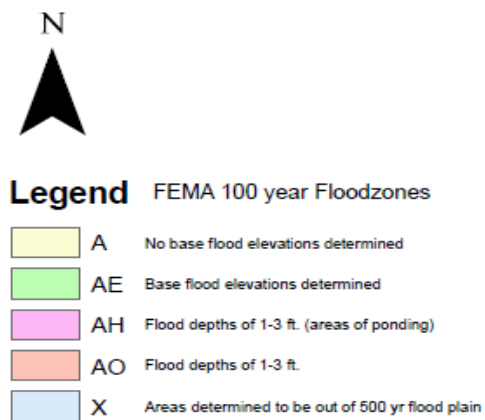 N
Legend FEMA 100 year Floodzones
A No base flood elevations determined
AE Base flood elevations determined
AH Flood depths of 1-3 ft. (areas of ponding)
AO Flood depths of 1-3 ft.
X Areas determined to be out of 500 yr flood plain